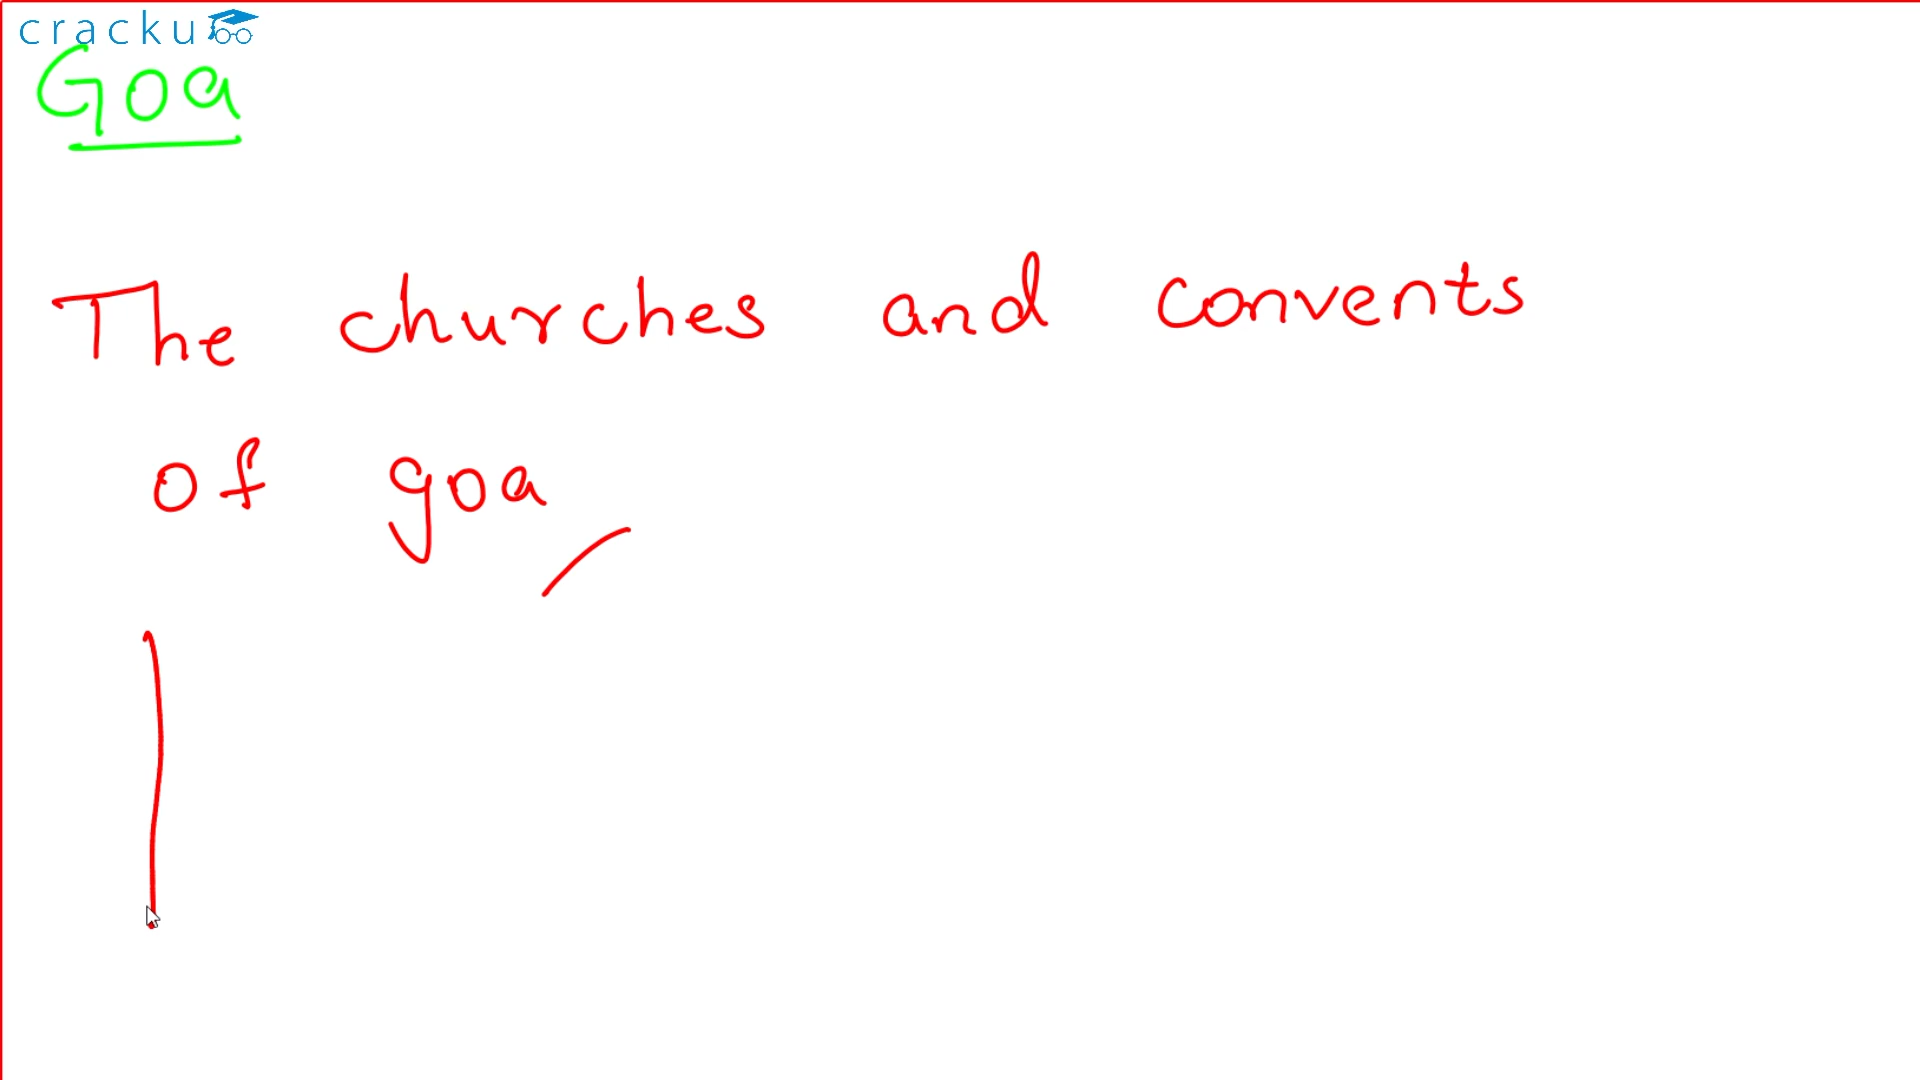 cracku
Goa
The churches and convents
of goa